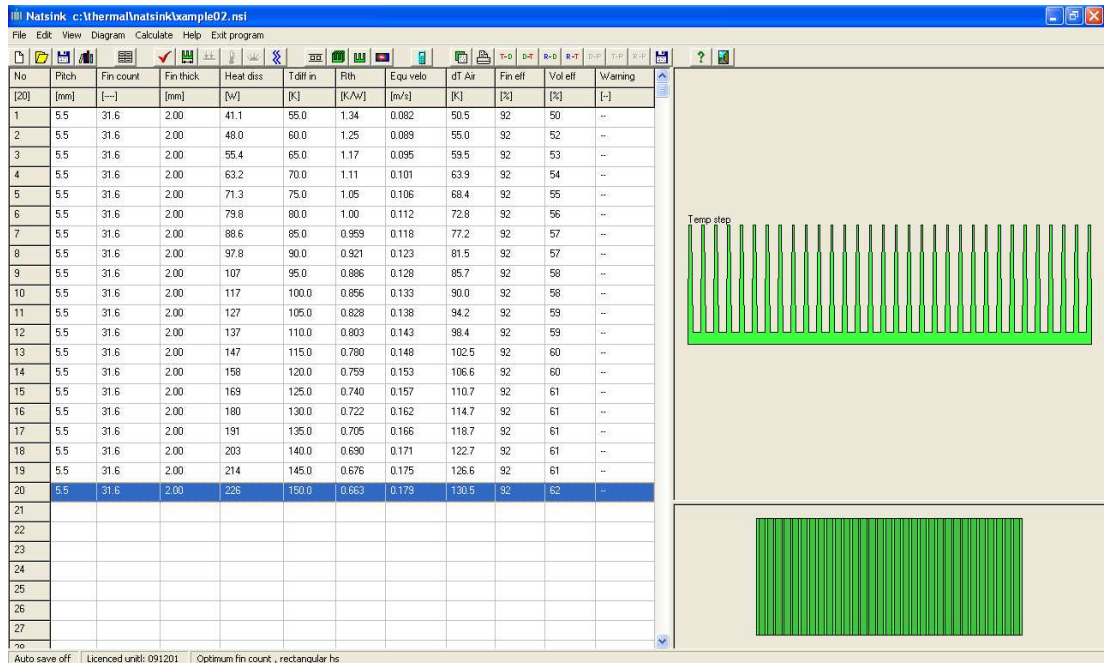 Natsink c:\thermal\natsink\xample02.nsi
File Edit View Diagram Calculate Help Exit program
T-D D-T R-D R-T D-P T-P R-P ?
No Pitch Fin count Fin thick Heat diss T diff in Rth Equ velo dT Air Fin eff Vol eff Warning
[20] [mm] [----] [mm] [W] [K] [K/W] [m/s] [K] [%] [%] [--]
1 5.5 31.6 2.00 41.1 55.0 1.34 0.082 50.5 92 50 --
2 5.5 31.6 2.00 48.0 60.0 1.25 0.089 55.0 92 52 --
3 5.5 31.6 2.00 55.4 65.0 1.17 0.095 59.5 92 53 --
4 5.5 31.6 2.00 63.2 70.0 1.11 0.101 63.9 92 54 --
5 5.5 31.6 2.00 71.3 75.0 1.05 0.106 68.4 92 55 --
6 5.5 31.6 2.00 79.8 80.0 1.00 0.112 72.8 92 56 --
Temp step
7 5.5 31.6 2.00 88.6 85.0 0.959 0.118 77.2 92 57 --
8 5.5 31.6 2.00 97.8 90.0 0.921 0.123 81.5 92 57 --
9 5.5 31.6 2.00 107 95.0 0.886 0.128 85.7 92 58 --
10 5.5 31.6 2.00 117 100.0 0.856 0.133 90.0 92 58 --
11 5.5 31.6 2.00 127 105.0 0.828 0.138 94.2 92 59 --
12 5.5 31.6 2.00 137 110.0 0.803 0.143 98.4 92 59 --
13 5.5 31.6 2.00 147 115.0 0.780 0.148 102.5 92 60 --
14 5.5 31.6 2.00 158 120.0 0.759 0.153 106.6 92 60 --
15 5.5 31.6 2.00 169 125.0 0.740 0.157 110.7 92 61 --
16 5.5 31.6 2.00 180 130.0 0.722 0.162 114.7 92 61 --
17 5.5 31.6 2.00 191 135.0 0.705 0.166 118.7 92 61 --
18 5.5 31.6 2.00 203 140.0 0.690 0.171 122.7 92 61 --
19 5.5 31.6 2.00 214 145.0 0.676 0.175 126.6 92 61 --
20 5.5 31.6 2.00 226 150.0 0.663 0.179 130.5 92 62 --
21
22
23
24
25
26
27
28
Auto save off Licenced unitl: 091201 Optimum fin count , rectangular hs